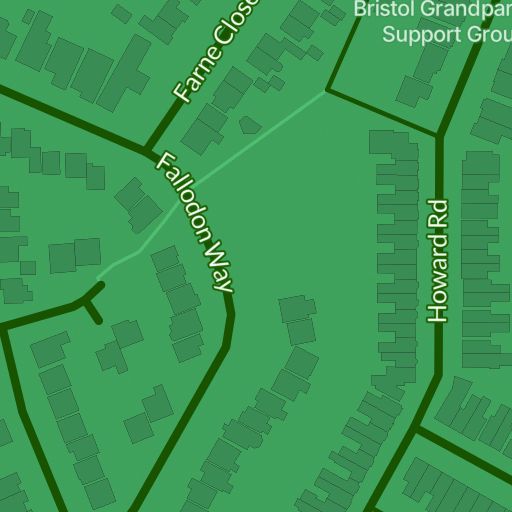 Bristol Grandpar
Support Grou
Farne Close
Fallodon Way
Howard Rd